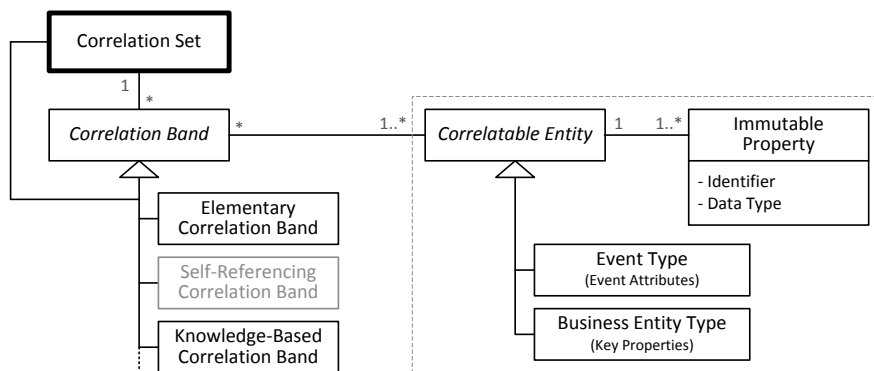 Correlation Set
1
*
Correlation Band
*
1..*
Correlatable Entity
1
1..*
Immutable
Property
- Identifier
- Data Type
Elementary
Correlation Band
Self-Referencing
Correlation Band
Knowledge-Based
Correlation Band
Event Type
(Event Attributes)
Business Entity Type
(Key Properties)